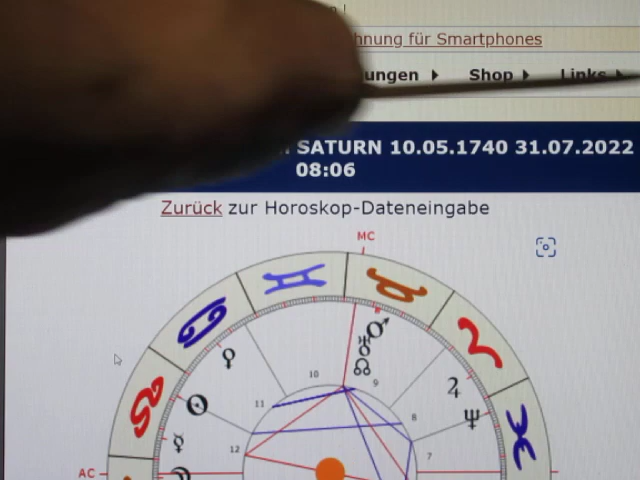 hnung für Smartphones
ungen Shop Links
SATURN 10.05.1740 31.07.2022
08:06
Zurück zur Horoskop-Dateneingabe
MC
10
9
11
8
12
7
AC